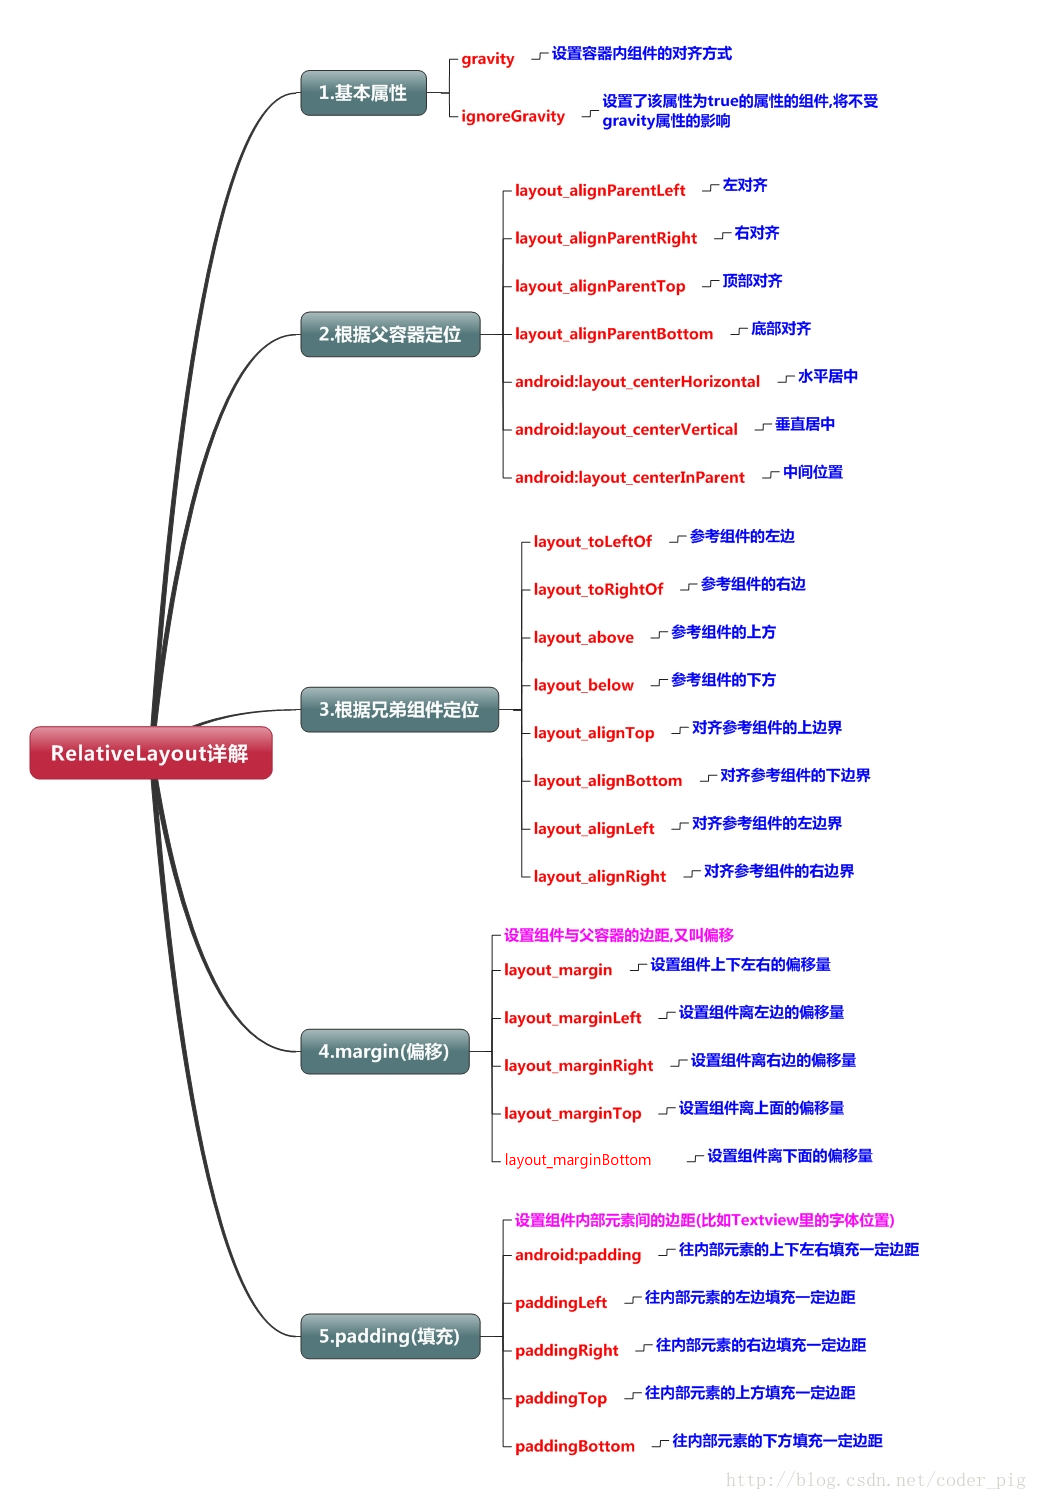 RelativeLayout详解
1.基本属性
gravity
设置容器内组件的对齐方式
ignoreGravity
设置了该属性为true的属性的组件,将不受
gravity属性的影响
2.根据父容器定位
layout_alignParentLeft
左对齐
layout_alignParentRight
右对齐
layout_alignParentTop
顶部对齐
layout_alignParentBottom
底部对齐
android:layout_centerHorizontal
水平居中
android:layout_centerVertical
垂直居中
android:layout_centerInParent
中间位置
3.根据兄弟组件定位
layout_toLeftOf
参考组件的左边
layout_toRightOf
参考组件的右边
layout_above
参考组件的上方
layout_below
参考组件的下方
layout_alignTop
对齐参考组件的上边界
layout_alignBottom
对齐参考组件的下边界
layout_alignLeft
对齐参考组件的左边界
layout_alignRight
对齐参考组件的右边界
4.margin(偏移)
设置组件与父容器的边距,又叫偏移
layout_margin
设置组件上下左右的偏移量
layout_marginLeft
设置组件离左边的偏移量
layout_marginRight
设置组件离右边的偏移量
layout_marginTop
设置组件离上面的偏移量
layout_marginBottom
设置组件离下面的偏移量
5.padding(填充)
设置组件内部元素间的边距(比如Textview里的字体位置)
android:padding
往内部元素的上下左右填充一定边距
paddingLeft
往内部元素的左边填充一定边距
paddingRight
往内部元素的右边填充一定边距
paddingTop
往内部元素的上方填充一定边距
paddingBottom
往内部元素的下方填充一定边距
http://blog.csdn.net/coder_pig